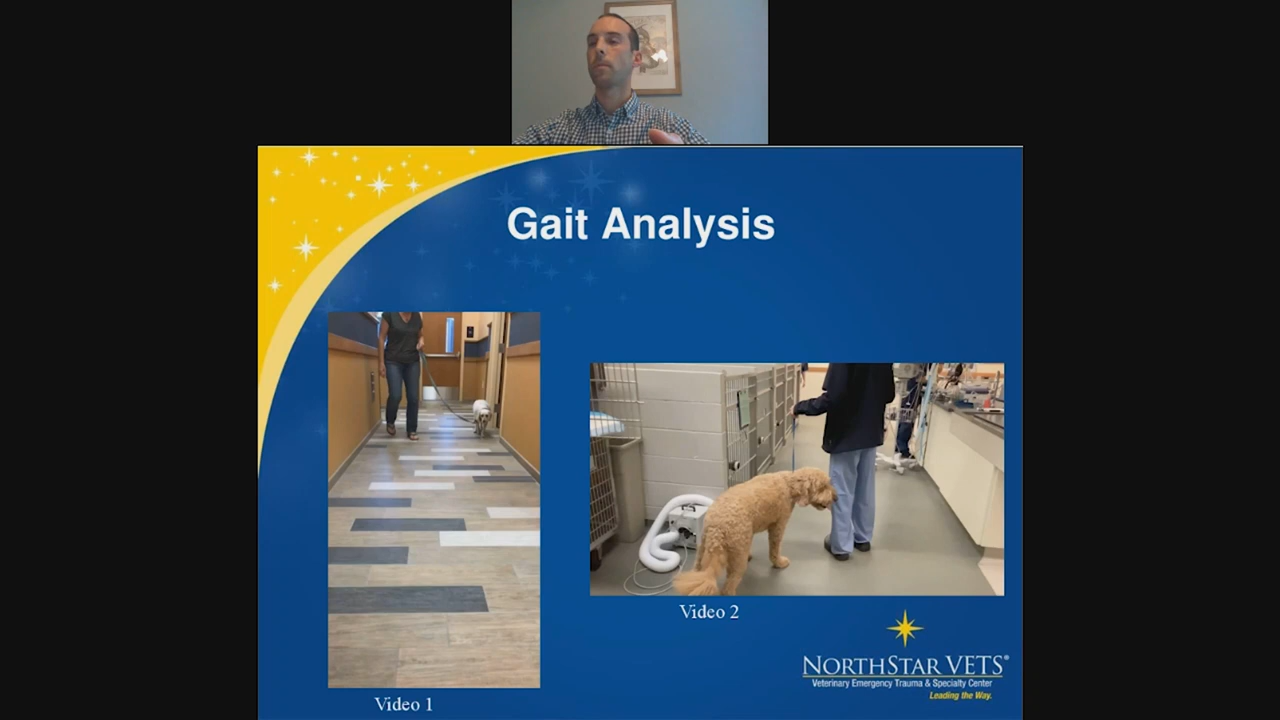 Gait Analysis
Video 2
NORTHSTAR VETS®
Veterinary Emergency Trauma & Specialty Center
Leading the Way.
Video 1